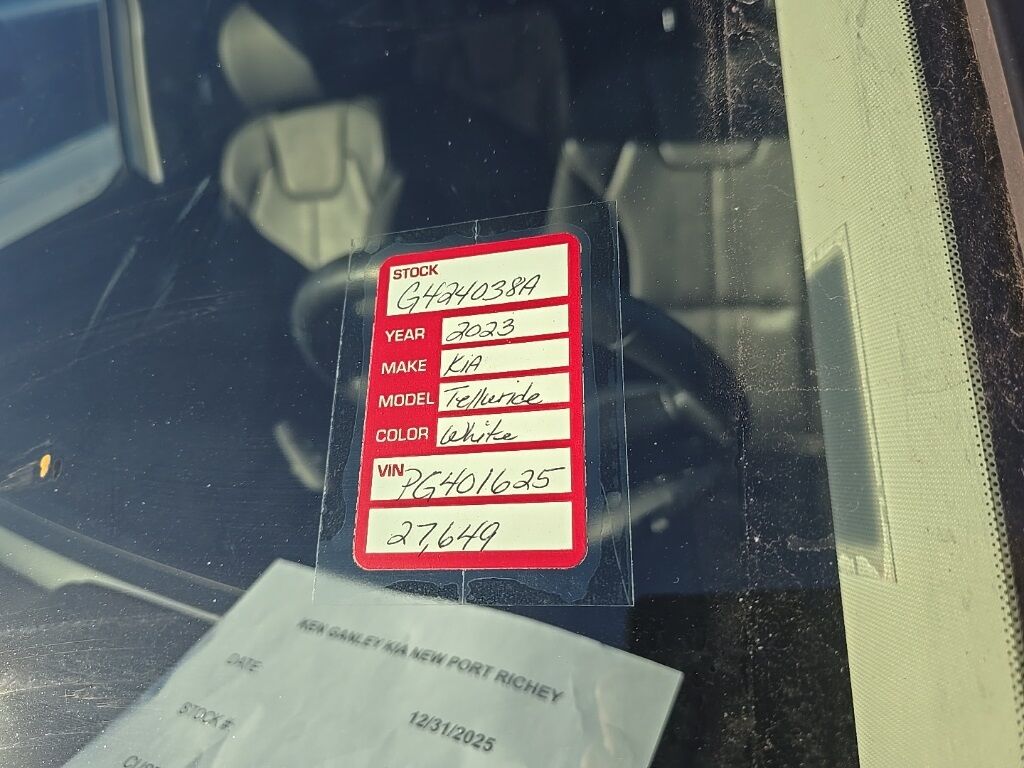 STOCK
G424038A
YEAR 2023
MAKE KiA
MODEL Telluride
COLOR White
VIN PG401625
27,649
KEN GANLEY KIA NEW PORT RICHEY
DATE 12/31/2025
STOCK #: